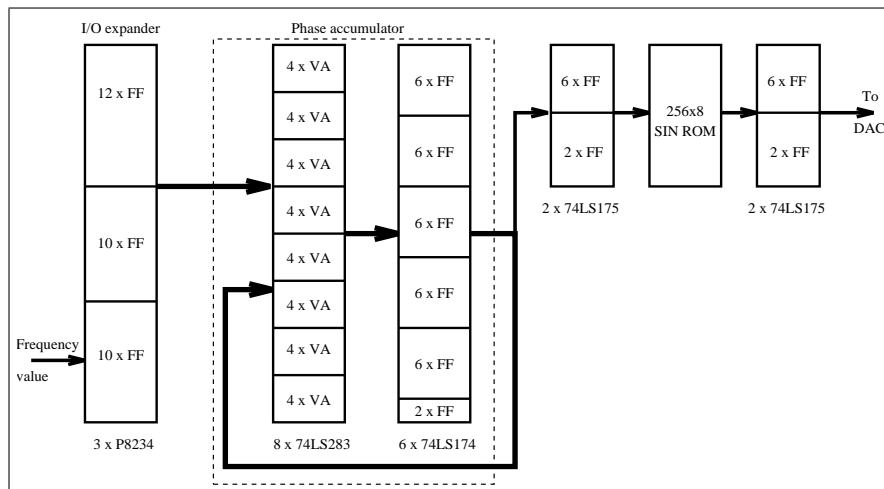 I/O expander
Phase accumulator
12 x FF
10 x FF
10 x FF
Frequency
value
3 x P8234
4 x VA
4 x VA
4 x VA
4 x VA
4 x VA
4 x VA
4 x VA
4 x VA
8 x 74LS283
6 x FF
6 x FF
6 x FF
6 x FF
6 x FF
2 x FF
6 x 74LS174
6 x FF
2 x FF
2 x 74LS175
256x8
SIN ROM
6 x FF
2 x FF
2 x 74LS175
To
DAC